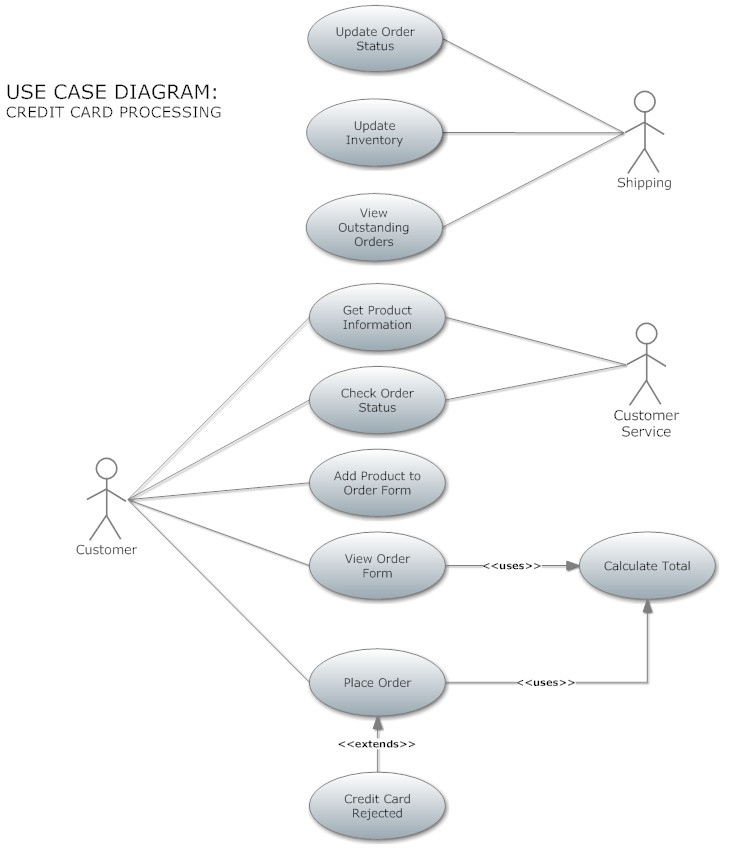 USE CASE DIAGRAM:
CREDIT CARD PROCESSING
Update Order
Status
Update
Inventory
Shipping
View
Outstanding
Orders
Get Product
Information
Check Order
Status
Customer
Service
Add Product to
Order Form
Customer
View Order
Form
<<uses>>
Calculate Total
Place Order
<<uses>>
<<extends>>
Credit Card
Rejected